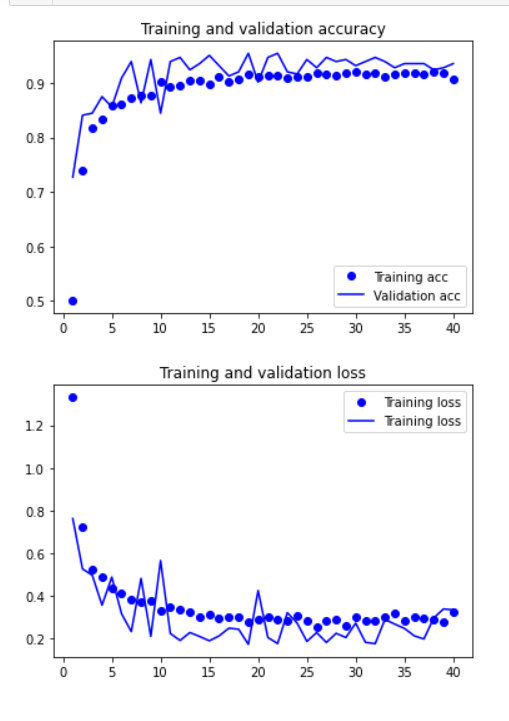 Training and validation accuracy
0.9
0.8
0.7
0.6
0.5
Training acc
Validation acc
0 5 10 15 20 25 30 35 40
Training and validation loss
1.2
1.0
0.8
0.6
0.4
0.2
Training loss
Training loss
0 5 10 15 20 25 30 35 40